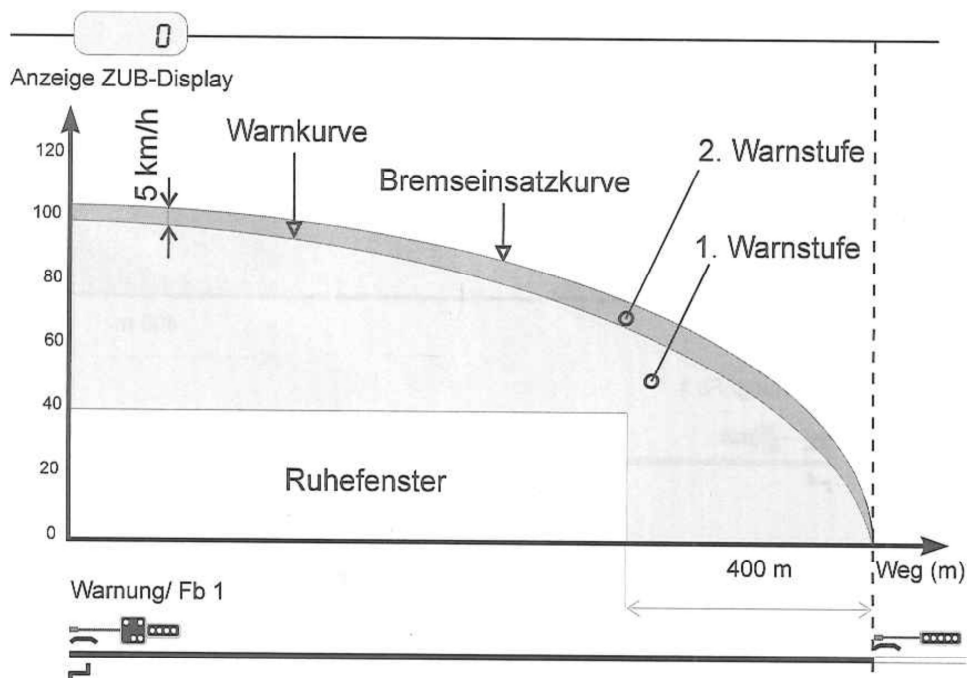 0
Anzeige ZUB-Display
5 km/h
Warnkurve
Bremseinsatzkurve
2. Warnstufe
1. Warnstufe
120
100
80
60
40
20
0
Ruhefenster
400 m
Weg (m)
Warnung/ Fb 1